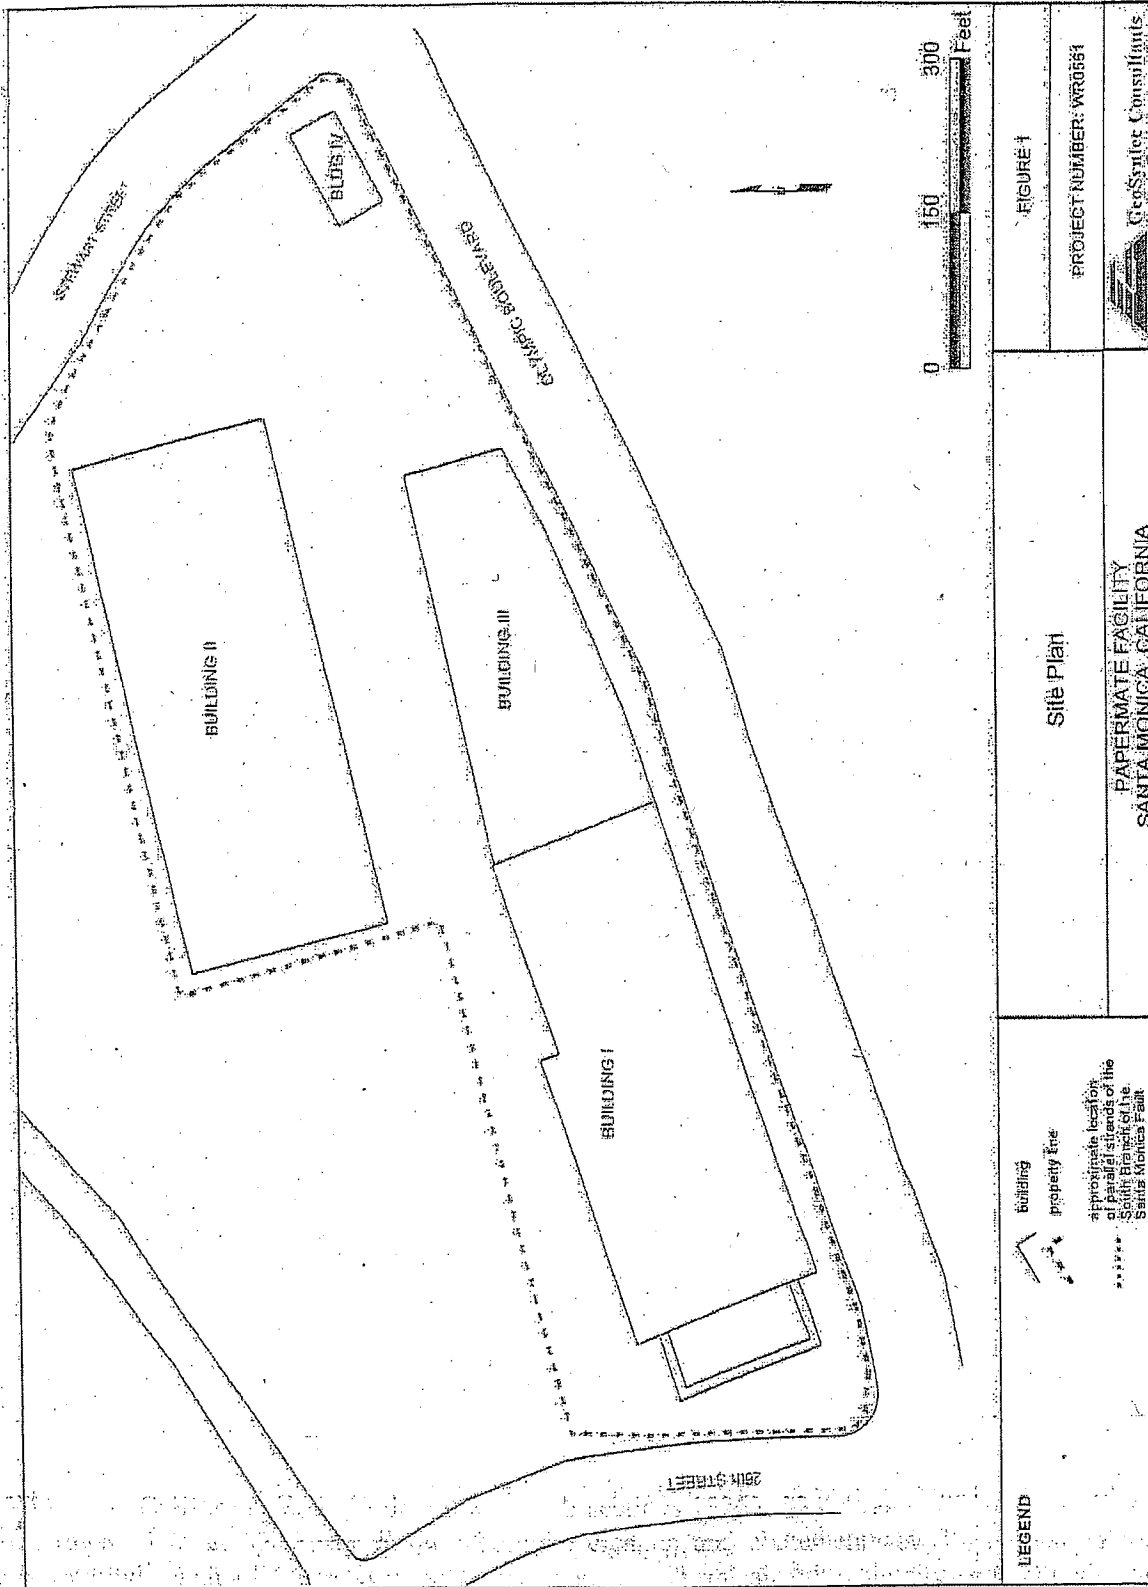 STEWART STREET
BLDG IV
OLYMPIC BOULEVARD
BUILDING II
BUILDING III
BUILDING I
26th STREET
0 150 300
Feet
LEGEND
building
property line
approximate location
of parallel strands of the
South Branch of the
Santa Monica Fault
Site Plan
PAPERMATE FACILITY
SANTA MONICA, CALIFORNIA
FIGURE 1
PROJECT NUMBER: WR0561
GeoSyntec Consultants